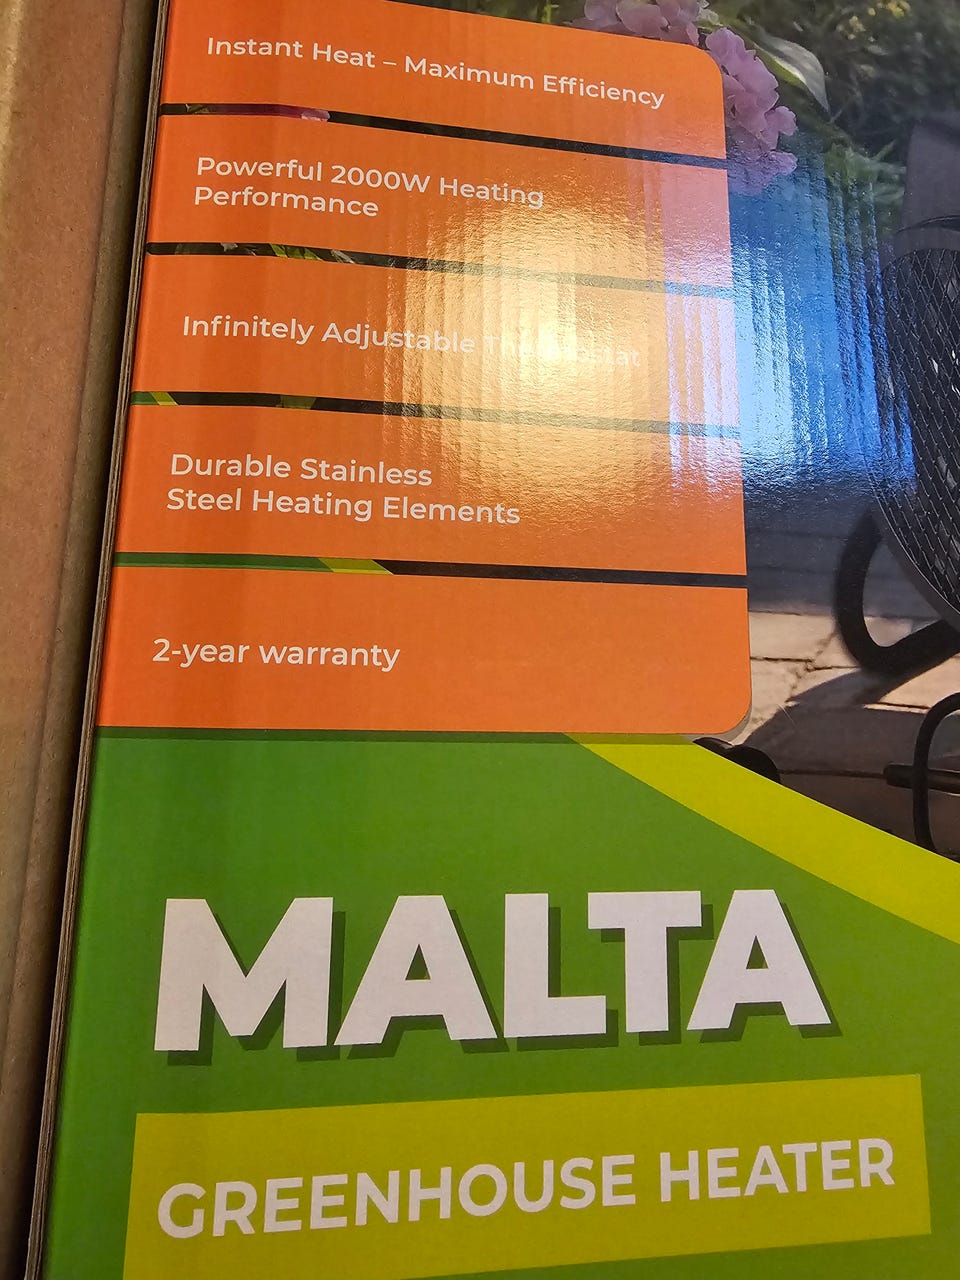 Instant Heat – Maximum Efficiency
Powerful 2000W Heating
Performance
Infinitely Adjustable Thermostat
Durable Stainless
Steel Heating Elements
2-year warranty
MALTA
GREENHOUSE HEATER